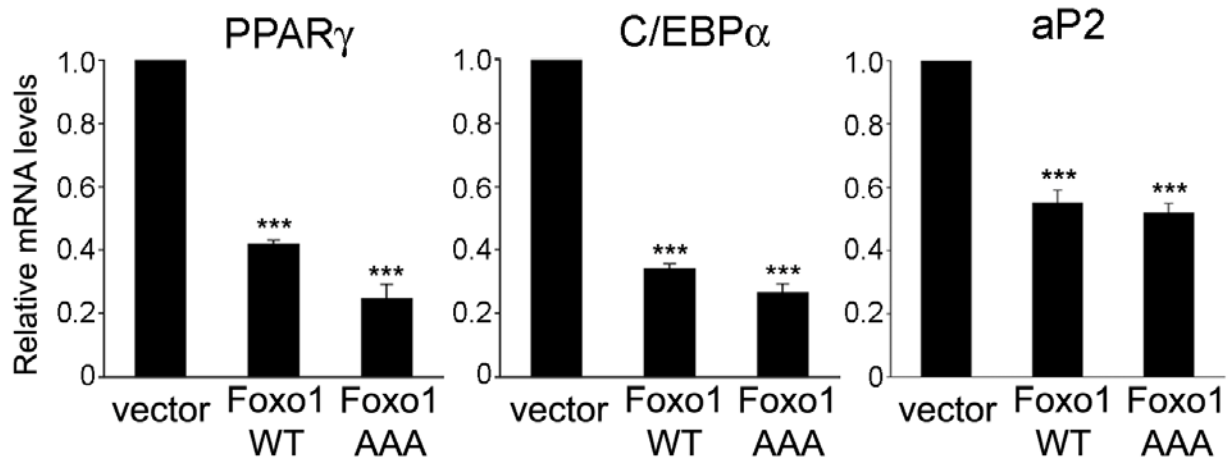 PPARγ
C/EBPα
aP2
Relative mRNA levels
1.0
0.8
0.6
0.4
0.2
0
***
***
vector
Foxo1
WT
Foxo1
AAA
1.0
0.8
0.6
0.4
0.2
0
***
***
vector
Foxo1
WT
Foxo1
AAA
1.0
0.8
0.6
0.4
0.2
0
***
***
vector
Foxo1
WT
Foxo1
AAA